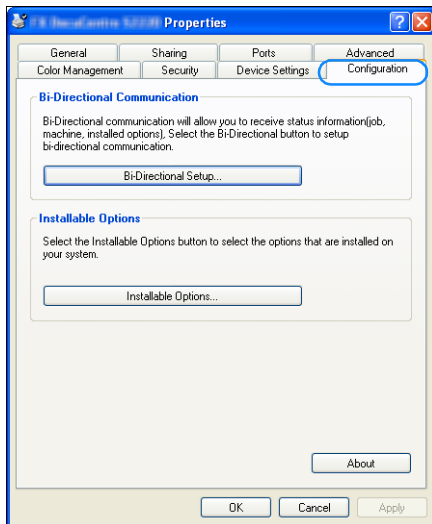 Properties
General Sharing Ports Advanced
Color Management Security Device Settings Configuration
Bi-Directional Communication
Bi-Directional communication will allow you to receive status information(job,
machine, installed options), Select the Bi-Directional button to setup
bi-directional communication.
Bi-Directional Setup...
Installable Options
Select the Installable Options button to select the options that are installed on
your system.
Installable Options...
About
OK Cancel Apply